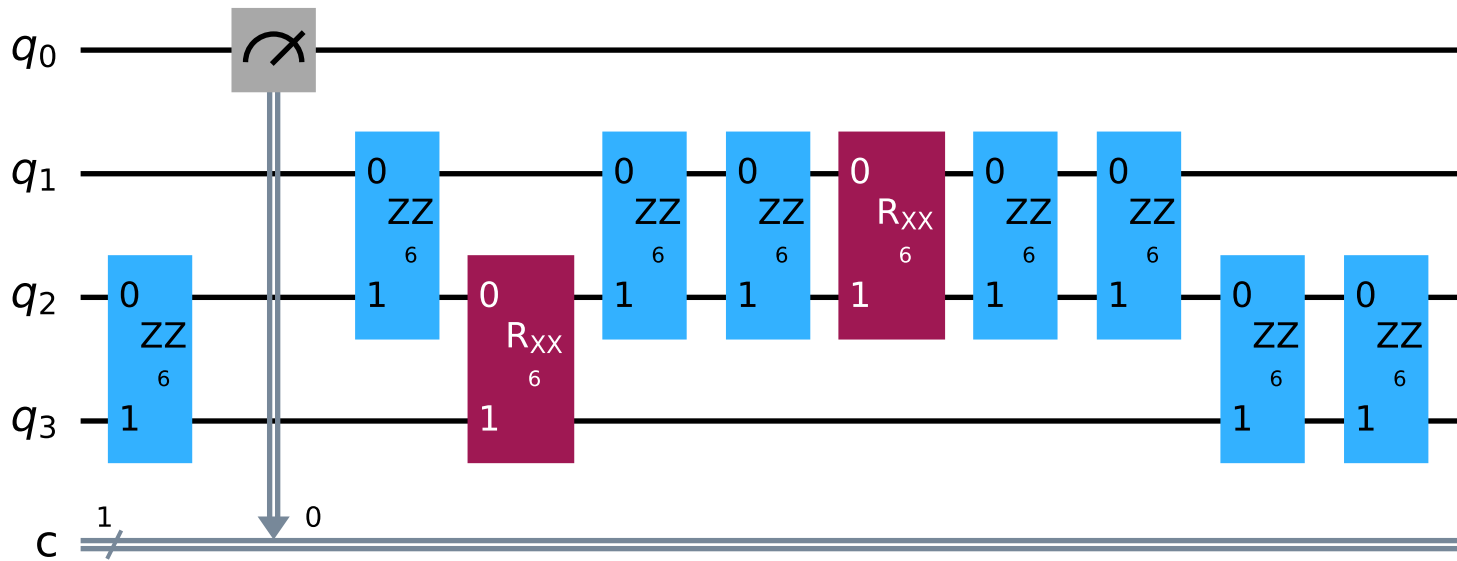 q0
0 0 0 0 0 0
q1
ZZ ZZ ZZ RXX ZZ ZZ
6 6 6 6 6 6
0 1 0 1 1 1 1 1 0 0
q2
ZZ RXX ZZ ZZ
6 6 6 6
1 1 1 1
q3
1 0
c